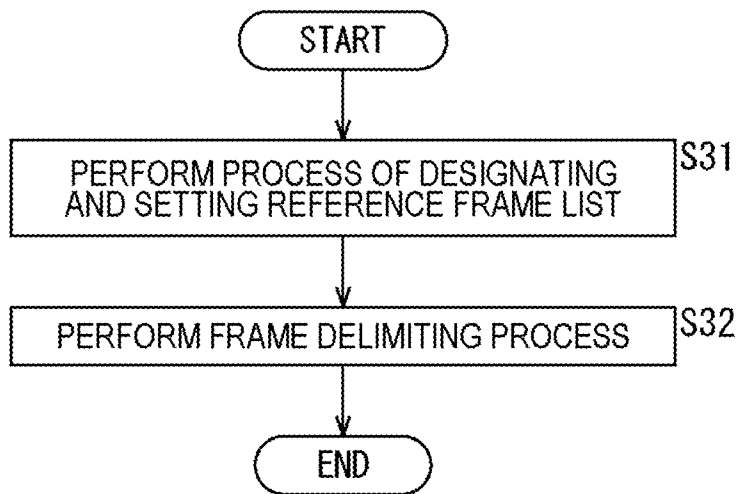 START
PERFORM PROCESS OF DESIGNATING
AND SETTING REFERENCE FRAME LIST
S31
PERFORM FRAME DELIMITING PROCESS
S32
END